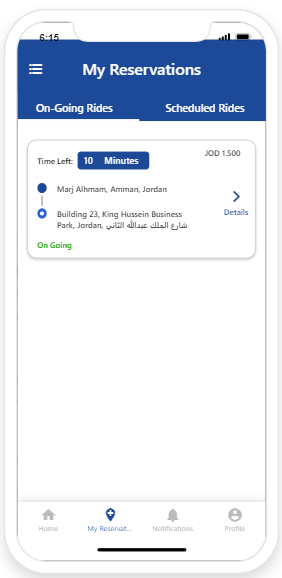 6:15
My Reservations
On-Going Rides
Scheduled Rides
JOD 1.500
Time Left: 10 Minutes
Marj Alhmam, Amman, Jordan
Building 23, King Hussein Business
Park, Jordan, شارع الملك عبدالله الثاني
Details
On Going
Home
My Reservat...
Notifications
Profile